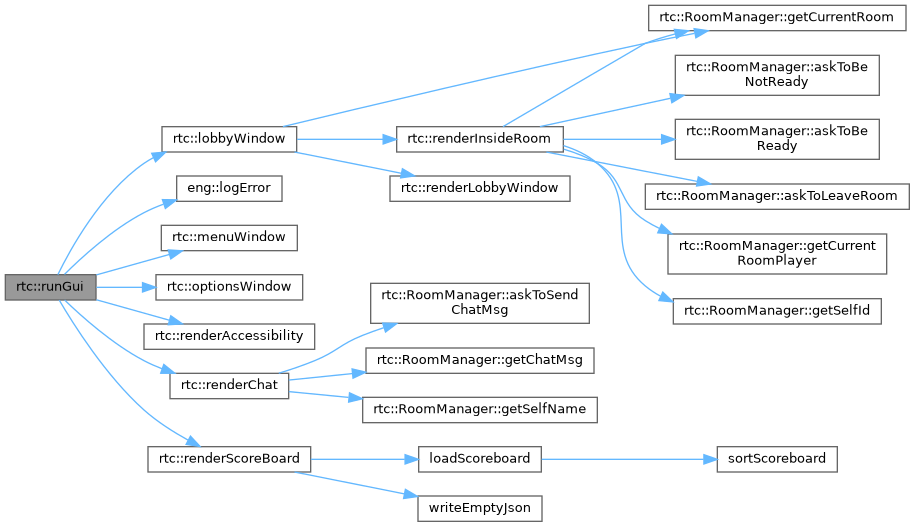 rtc::runGui
rtc::lobbyWindow
eng::logError
rtc::menuWindow
rtc::optionsWindow
rtc::renderAccessibility
rtc::renderChat
rtc::renderScoreBoard
rtc::renderInsideRoom
rtc::renderLobbyWindow
rtc::RoomManager::askToSend
ChatMsg
rtc::RoomManager::getChatMsg
rtc::RoomManager::getSelfName
loadScoreboard
writeEmptyJson
rtc::RoomManager::getCurrentRoom
rtc::RoomManager::askToBe
NotReady
rtc::RoomManager::askToBe
Ready
rtc::RoomManager::askToLeaveRoom
rtc::RoomManager::getCurrent
RoomPlayer
rtc::RoomManager::getSelfId
sortScoreboard